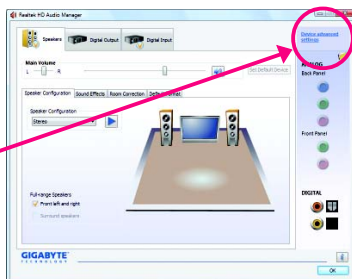 Realtek HD Audio Manager
Speakers
Digital Output
Digital Input
Device advanced
settings
Main Volume
L
R
Set Default Device
ANALOG
Back Panel
Speaker Configuration
Sound Effects
Room Correction
Default Format
Speaker Configuration
Stereo
Front Panel
Full-range Speakers
Front left and right
Surround speakers
DIGITAL
GIGABYTE
TECHNOLOGY
OK